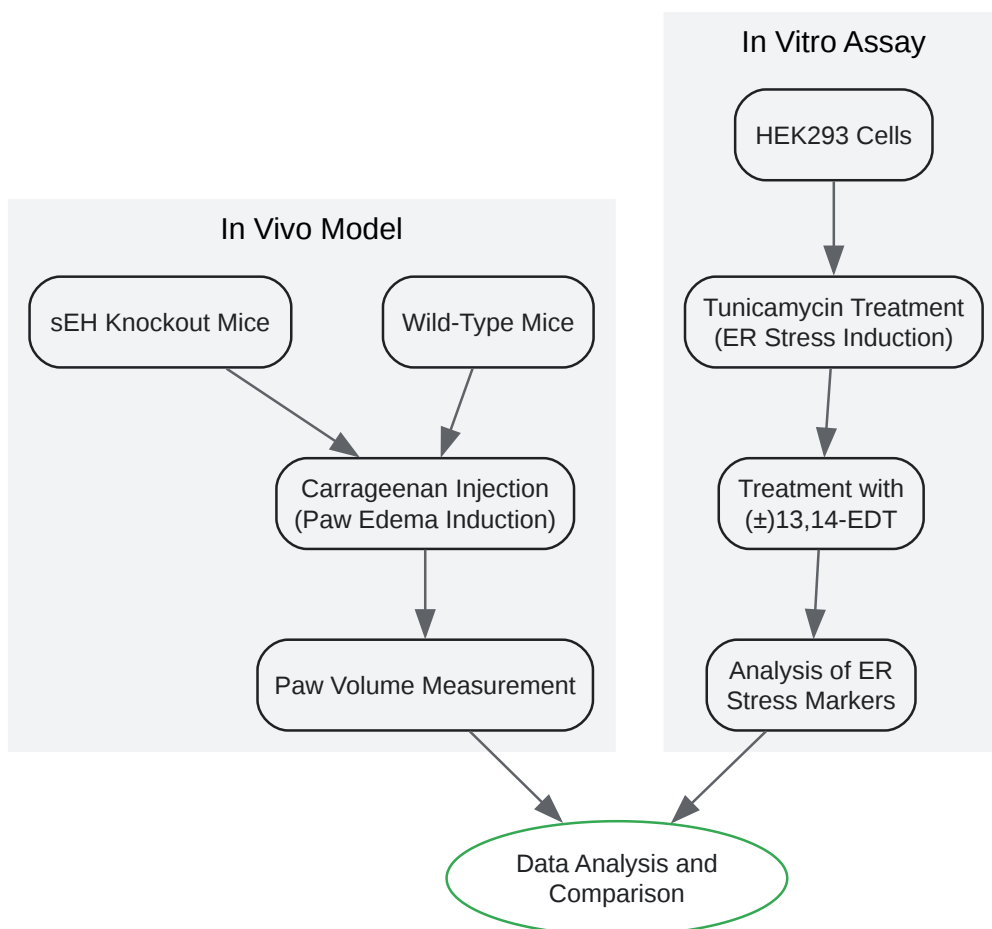 In Vitro Assay
HEK293 Cells
Tunicamycin Treatment
(ER Stress Induction)
Treatment with
(±)13,14-EDT
Analysis of ER
Stress Markers
In Vivo Model
sEH Knockout Mice
Wild-Type Mice
Carrageenan Injection
(Paw Edema Induction)
Paw Volume Measurement
Data Analysis and
Comparison